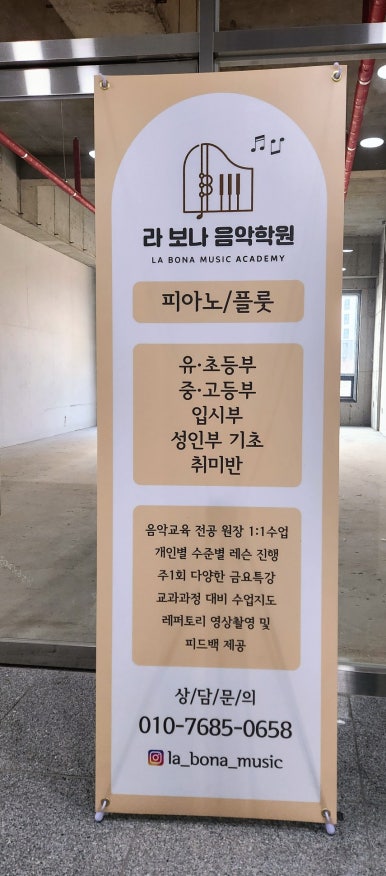 라 보나 음악학원
LA BONA MUSIC ACADEMY
피아노/플룻
유·초등부
중·고등부
입시부
성인부 기초
취미반
음악교육 전공 원장 1:1수업
개인별 수준별 레슨 진행
주1회 다양한 금요특강
교과과정 대비 수업지도
레퍼토리 영상촬영 및
피드백 제공
상/담/문/의
010-7685-0658
la_bona_music